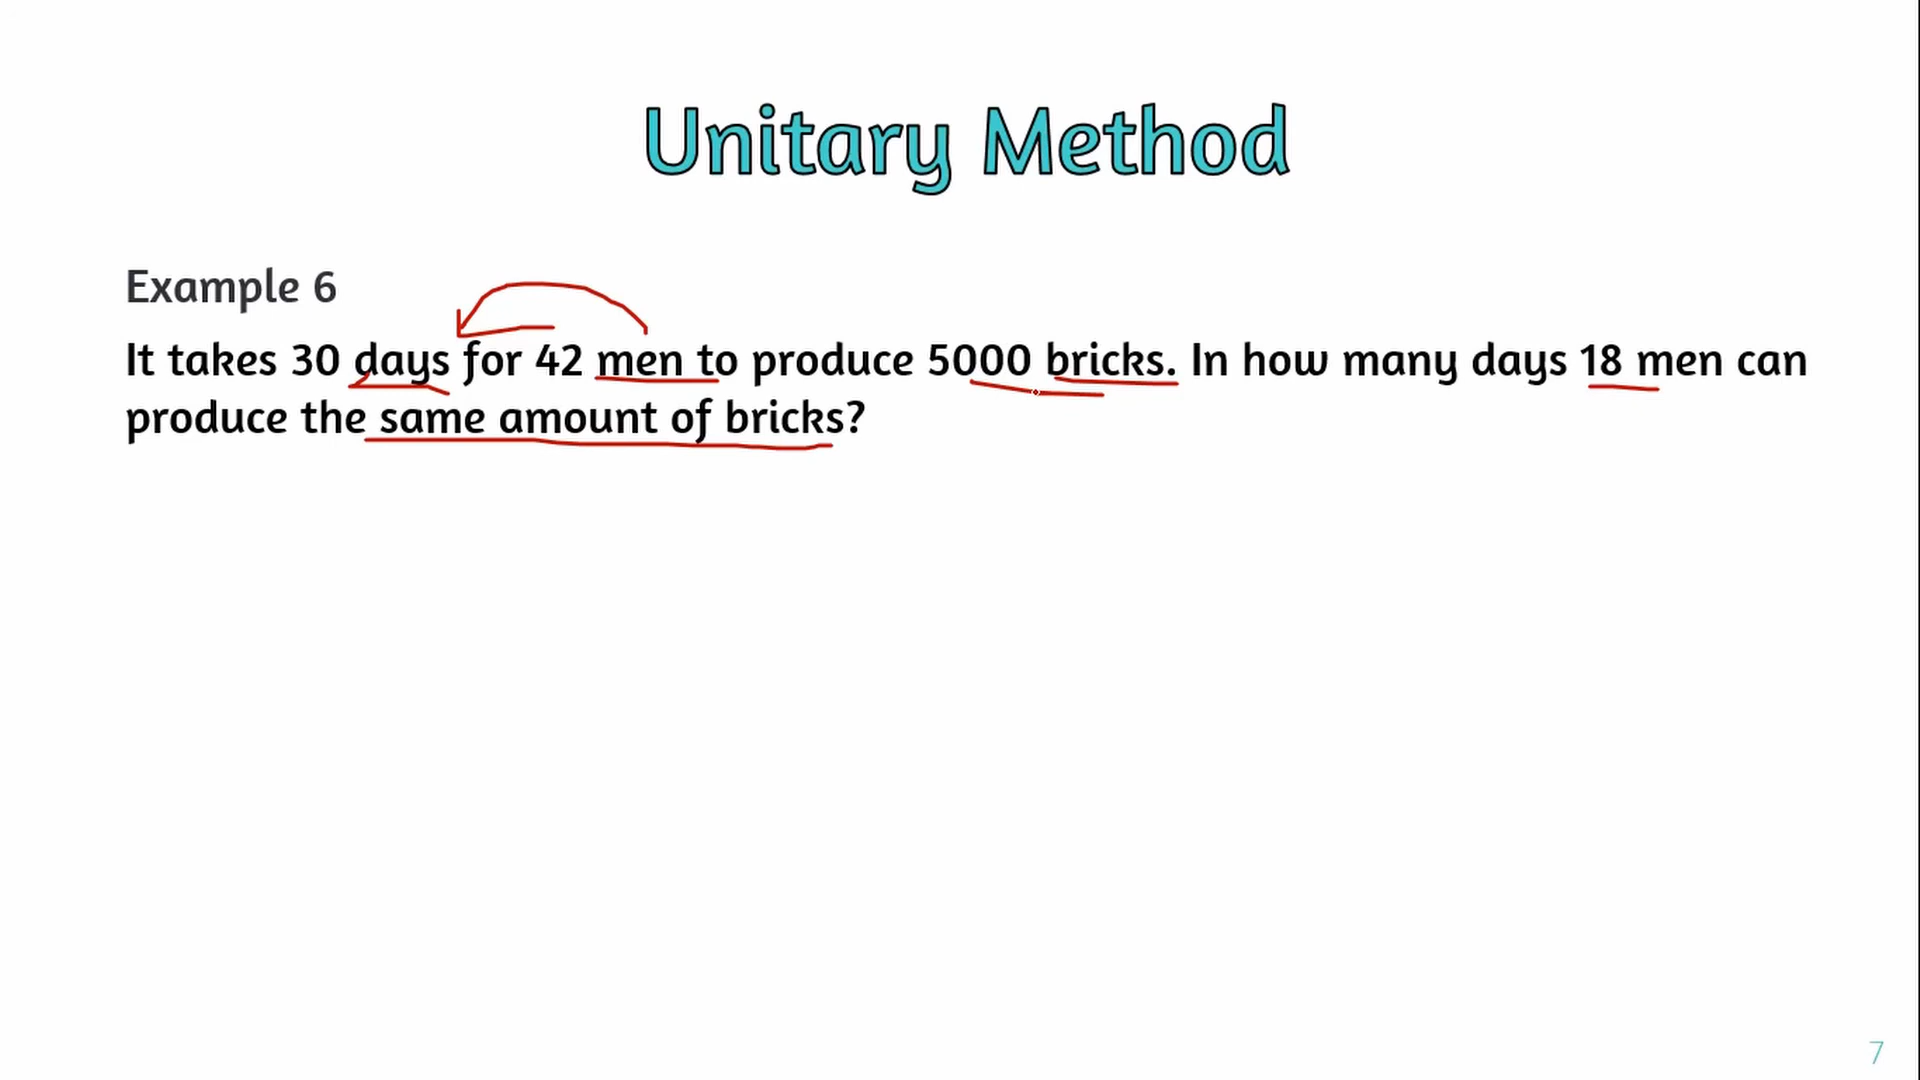 Unitary Method
Example 6
It takes 30 days for 42 men to produce 5000 bricks. In how many days 18 men can
produce the same amount of bricks?
7